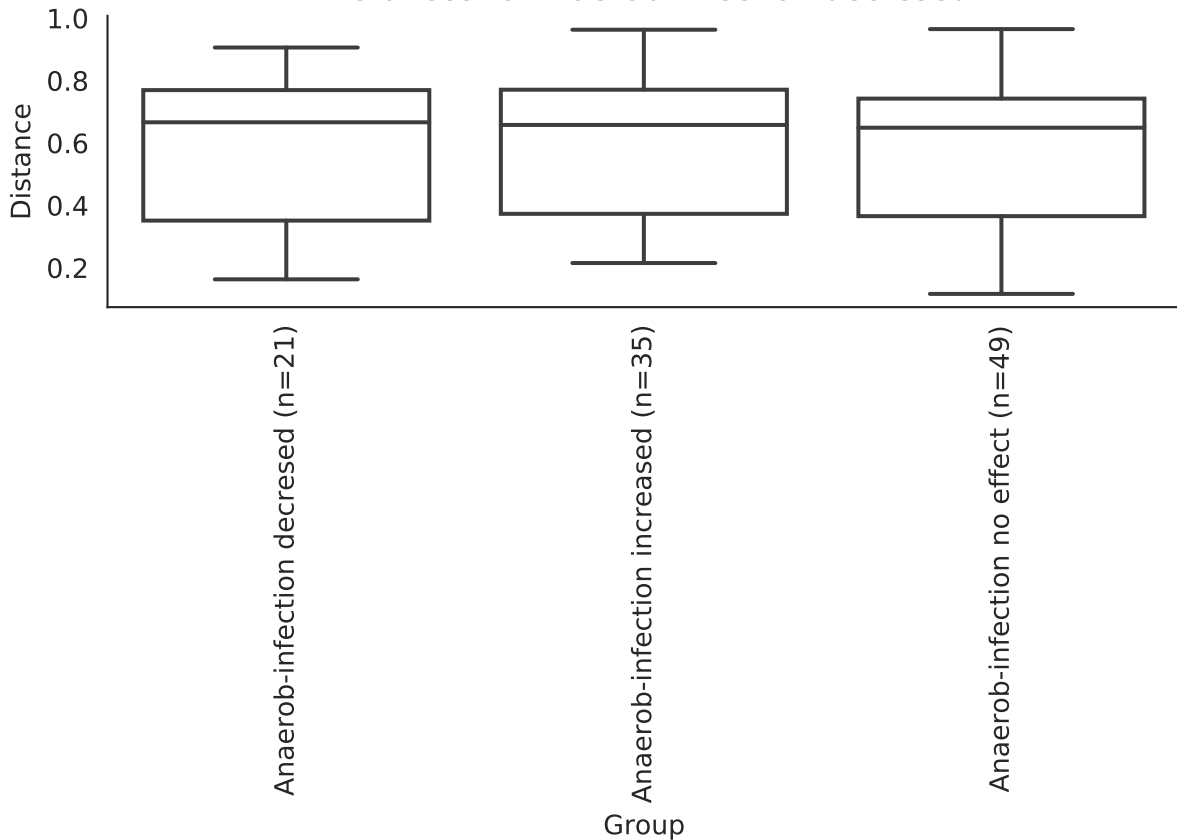 1.0
0.8
0.6
0.4
0.2
Distance
Anaerob-infection decresed (n=21)
Anaerob-infection increased (n=35)
Anaerob-infection no effect (n=49)
Group